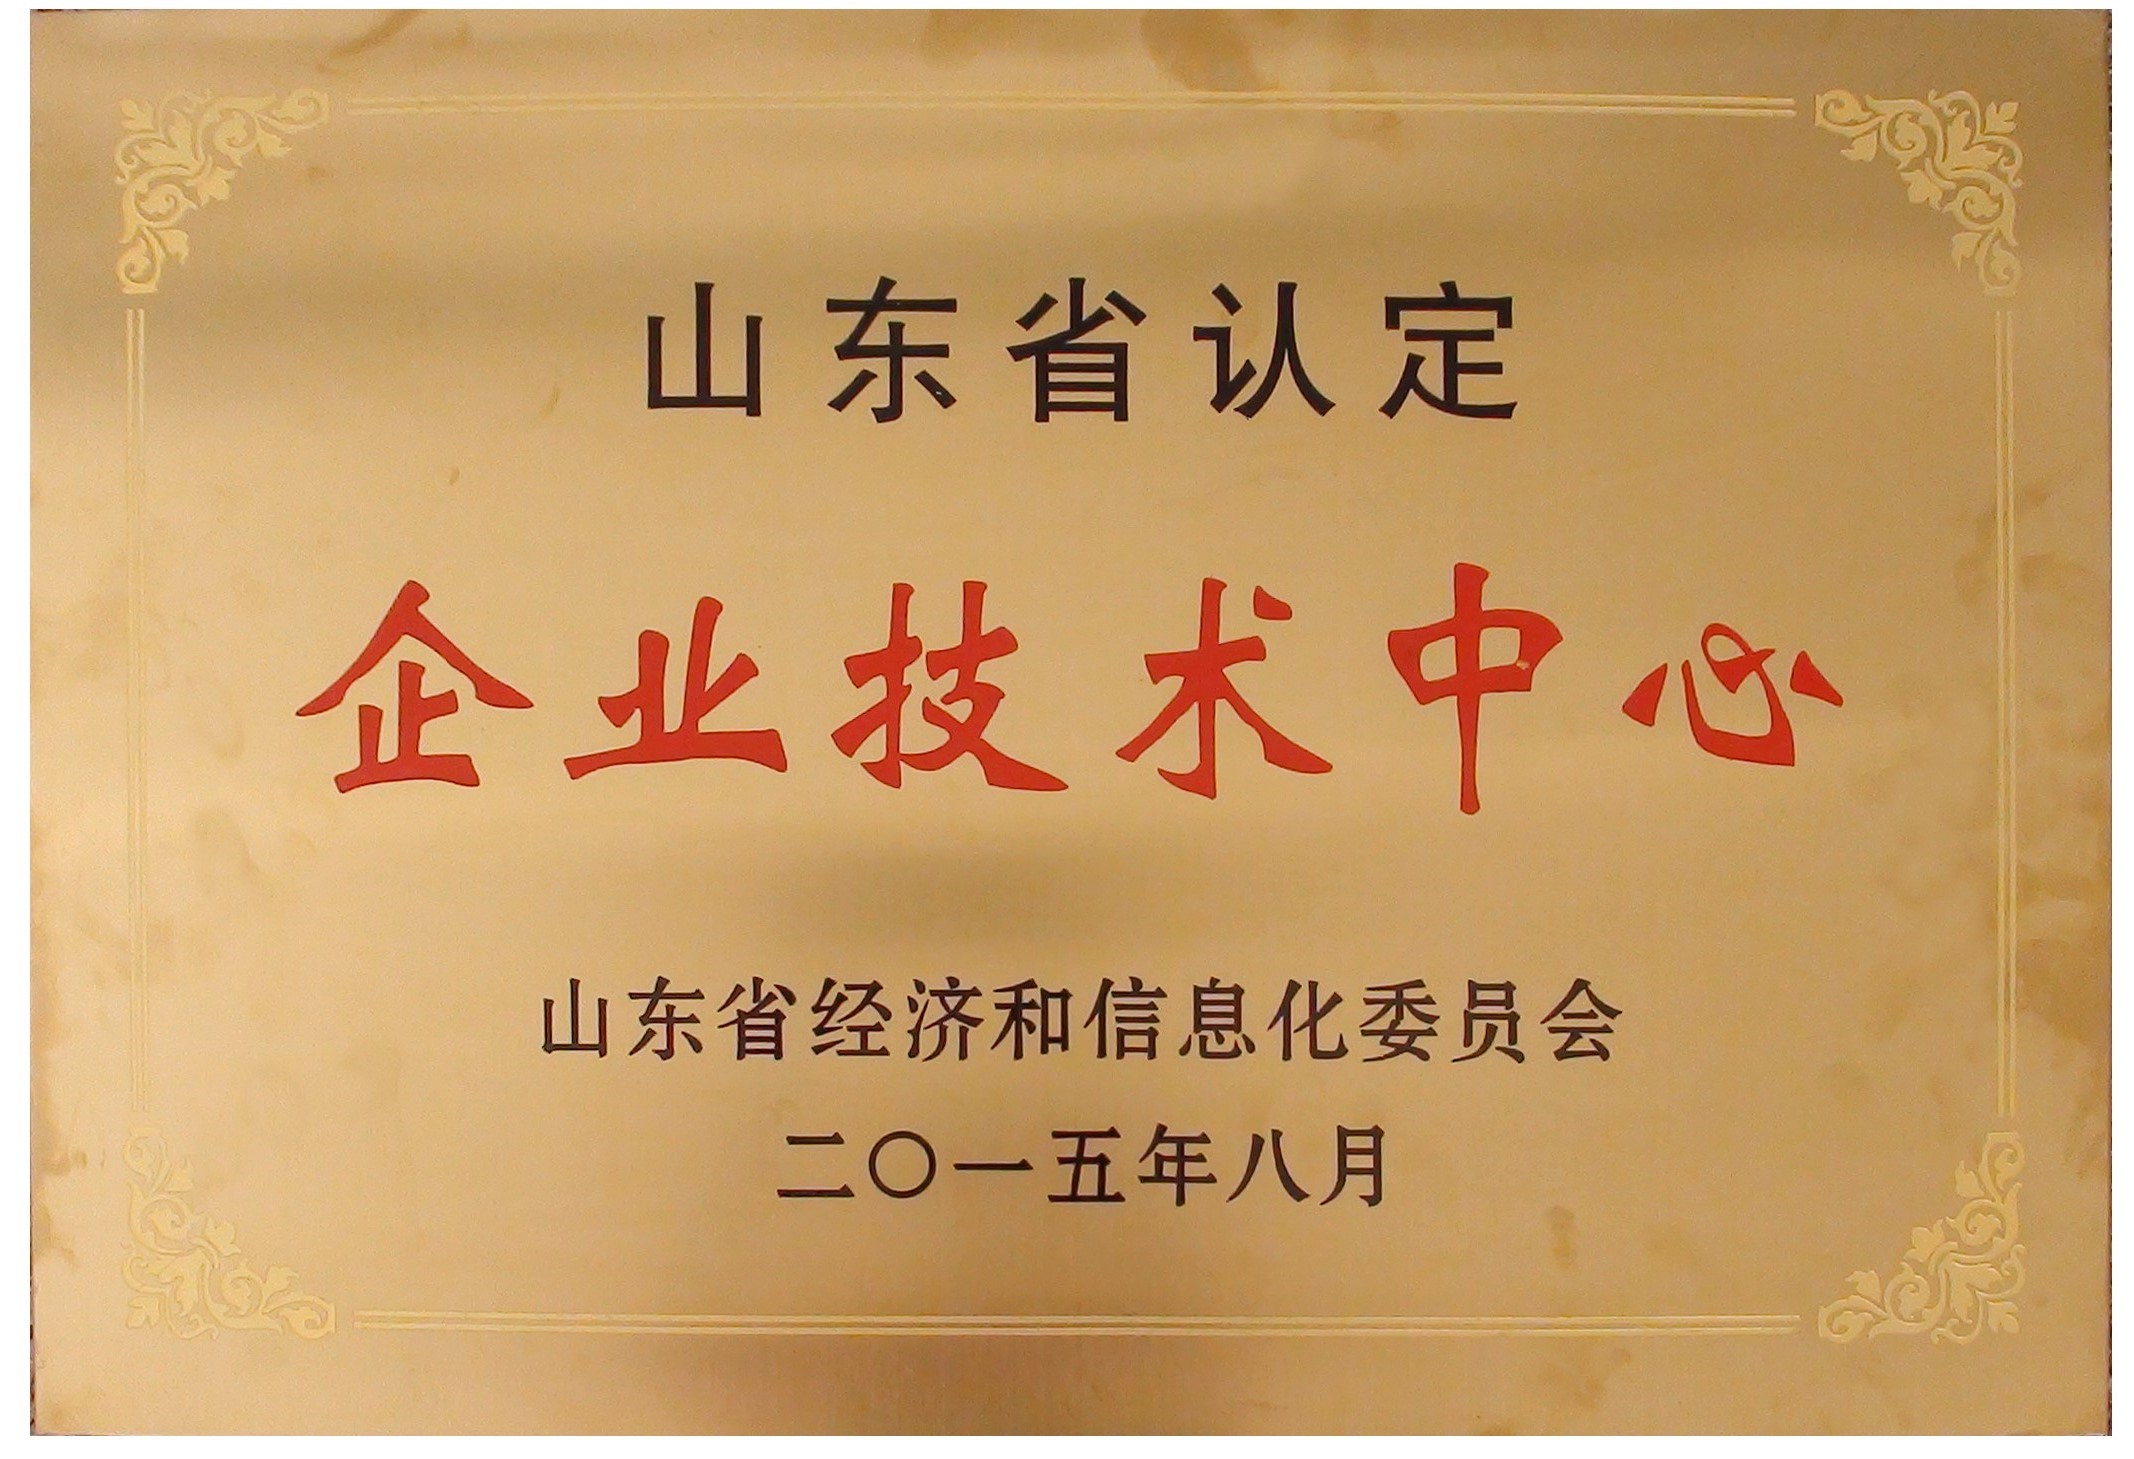 山东省认定
企业技术中心
山东省经济和信息化委员会
二〇一五年八月